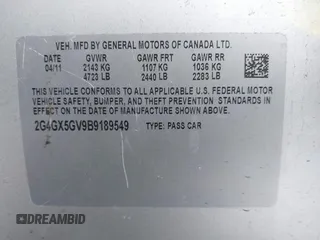 VEH. MFD BY GENERAL MOTORS OF CANADA LTD.
DATE GVWR GAWR FRT GAWR RR
04/11 2143 KG 1107 KG 1036 KG
4723 LB 2440 LB 2283 LB
THIS VEHICLE CONFORMS TO ALL APPLICABLE U.S. FEDERAL MOTOR
VEHICLE SAFETY, BUMPER, AND THEFT PREVENTION STANDARDS IN
EFFECT ON THE DATE OF MANUFACTURE SHOWN ABOVE.
2G4GX5GV9B9189549 TYPE: PASS CAR
DREAMBID